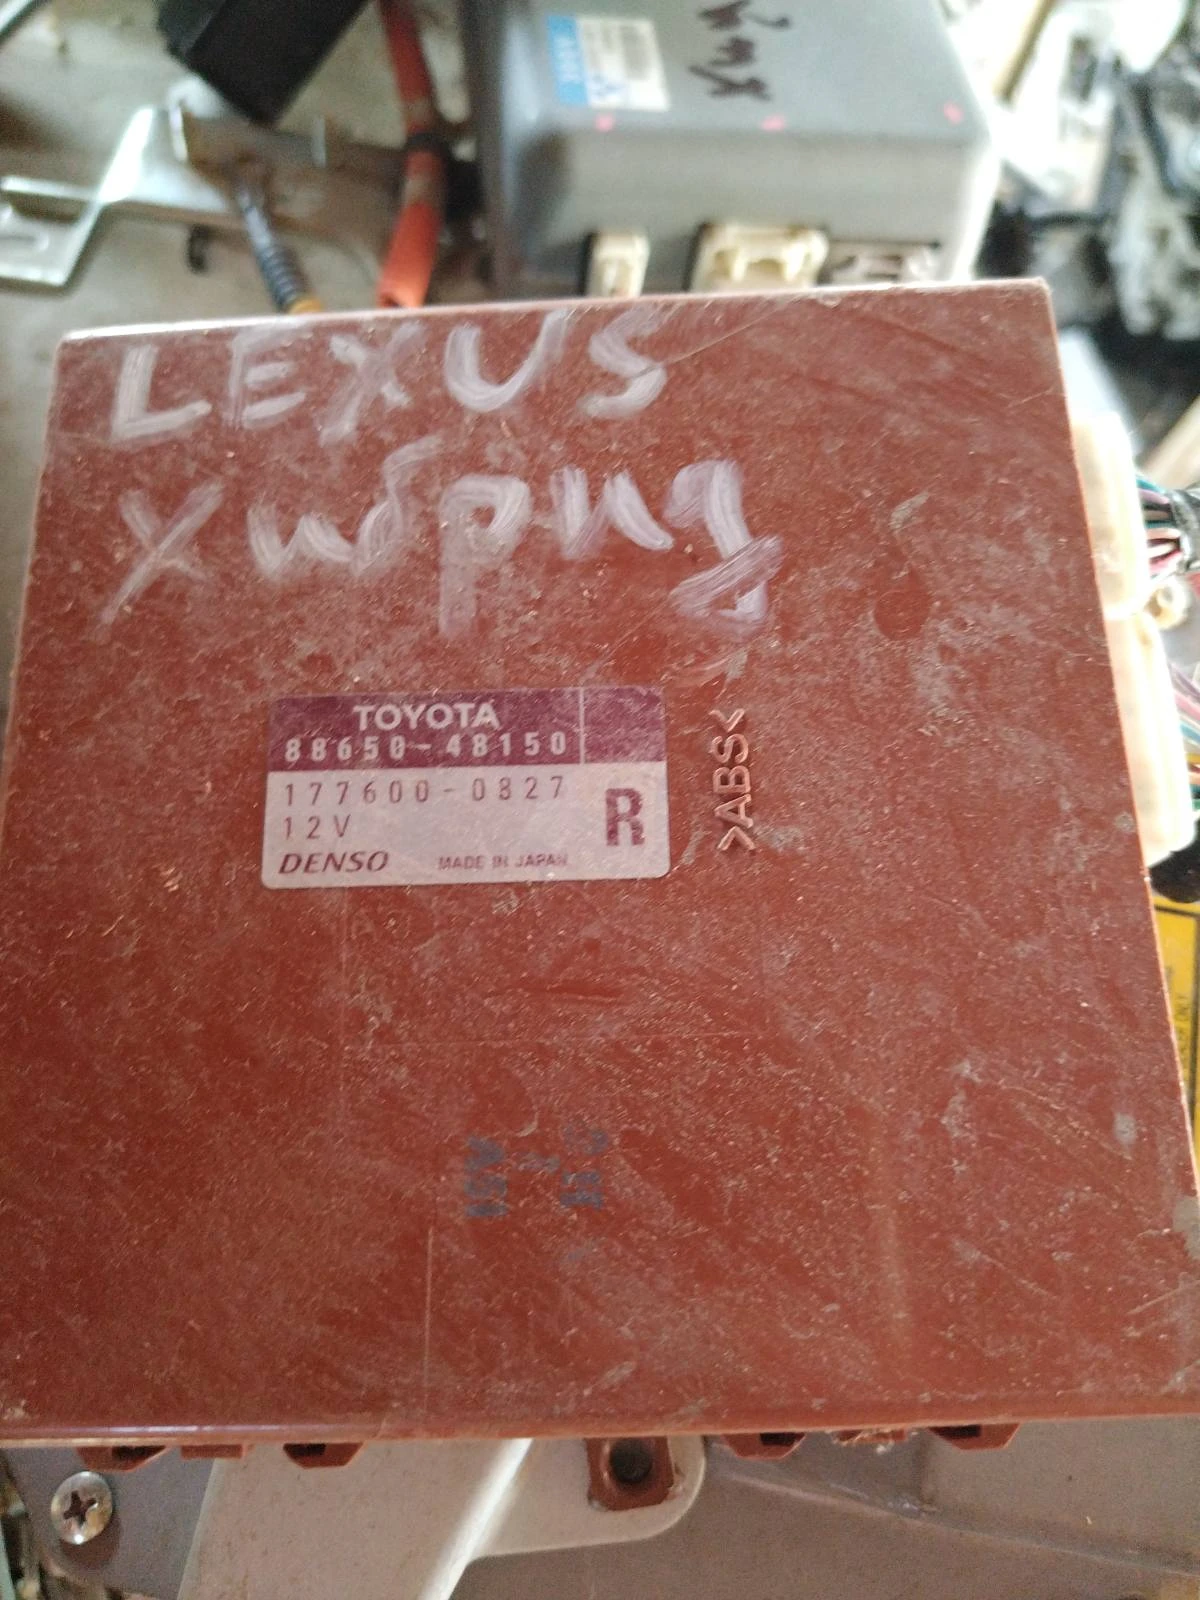 LEXUS
Хибрид
TOYOTA
88650-48150
177600-0827
12V
R
DENSO MADE IN JAPAN
>ABS<